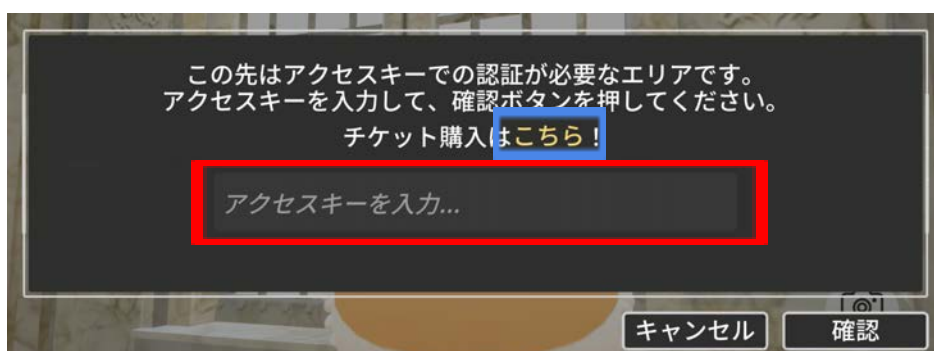 この先はアクセスキーでの認証が必要なエリアです。
アクセスキーを入力して、確認ボタンを押してください。
チケット購入はこちら！
アクセスキーを入力...
キャンセル
確認